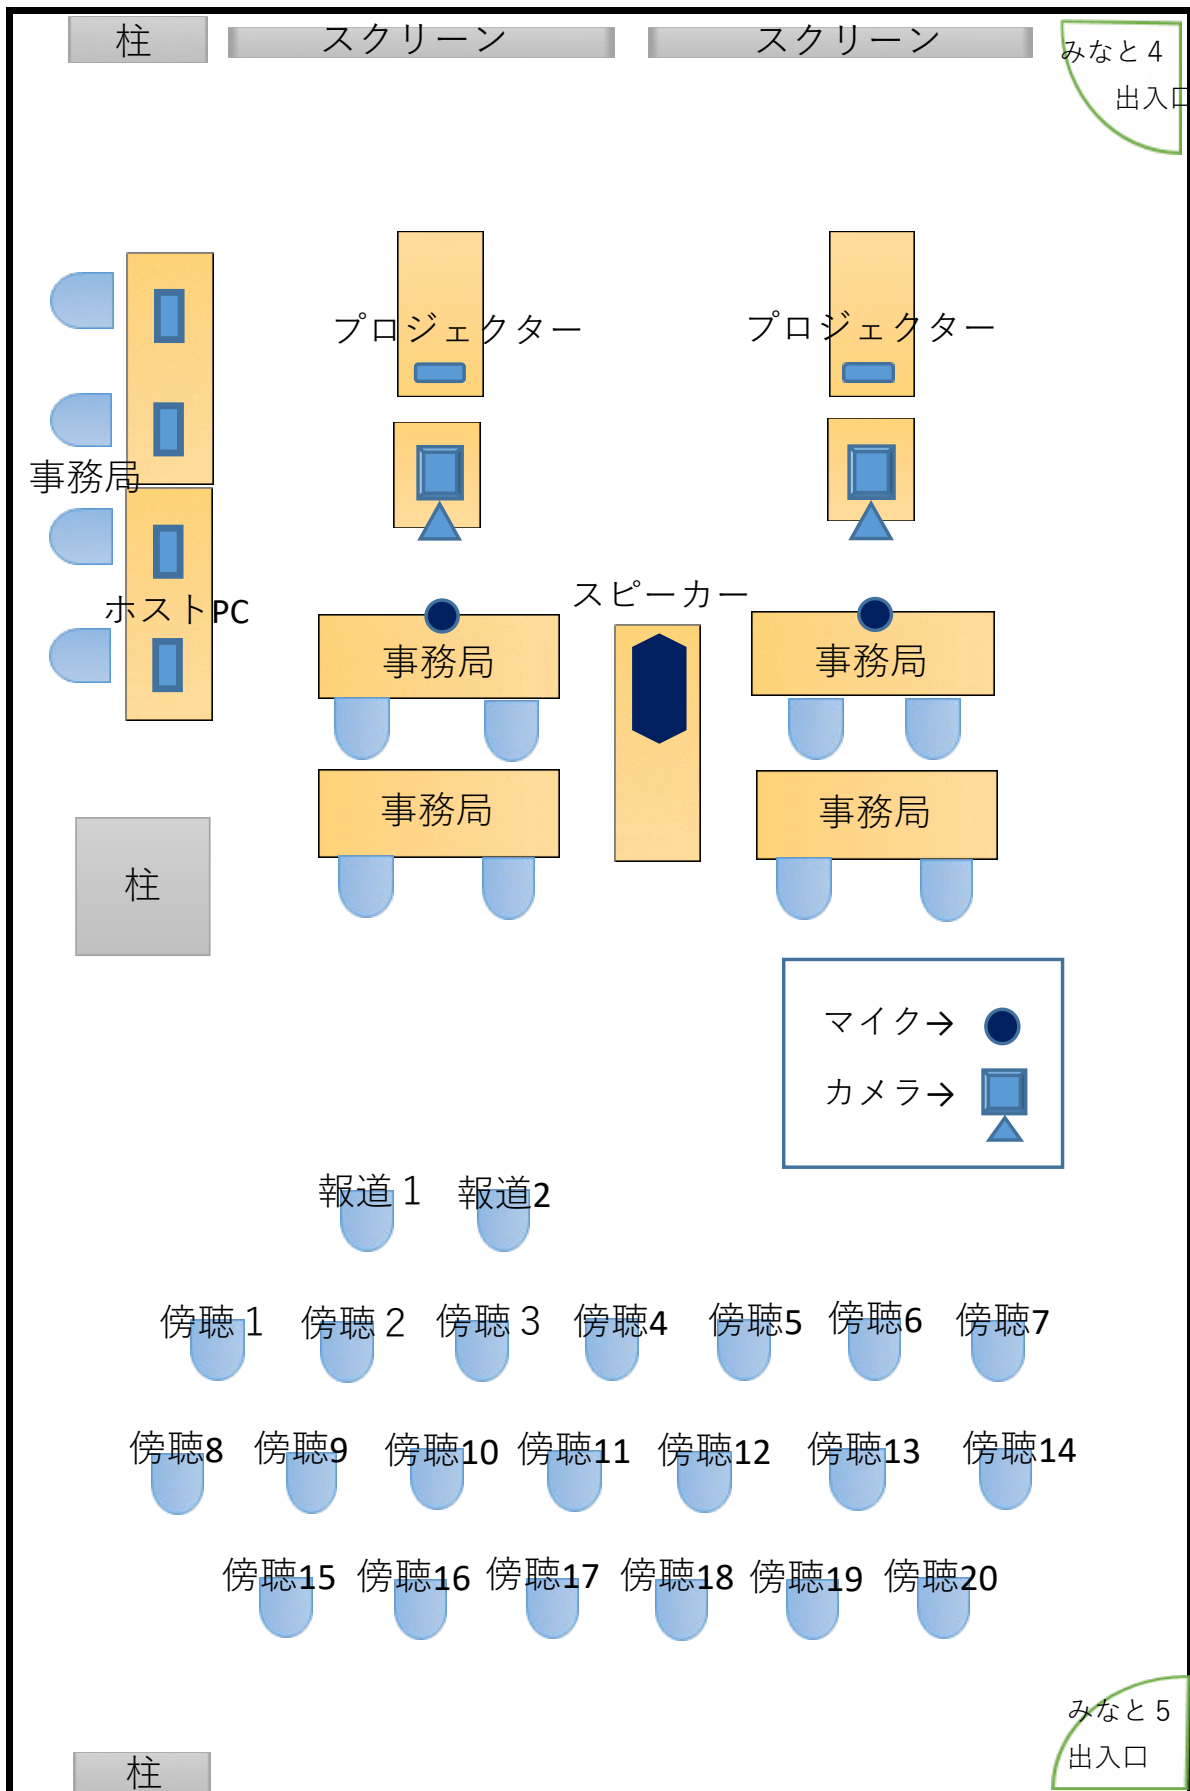 柱
スクリーン
スクリーン
みなと４
出入口
プロジェクター
プロジェクター
事務局
ホストPC
スピーカー
事務局
事務局
事務局
事務局
柱
マイク→
カメラ→
報道１
報道2
傍聴１
傍聴２
傍聴３
傍聴4
傍聴5
傍聴6
傍聴7
傍聴8
傍聴9
傍聴10
傍聴11
傍聴12
傍聴13
傍聴14
傍聴15
傍聴16
傍聴17
傍聴18
傍聴19
傍聴20
みなと５
出入口
柱